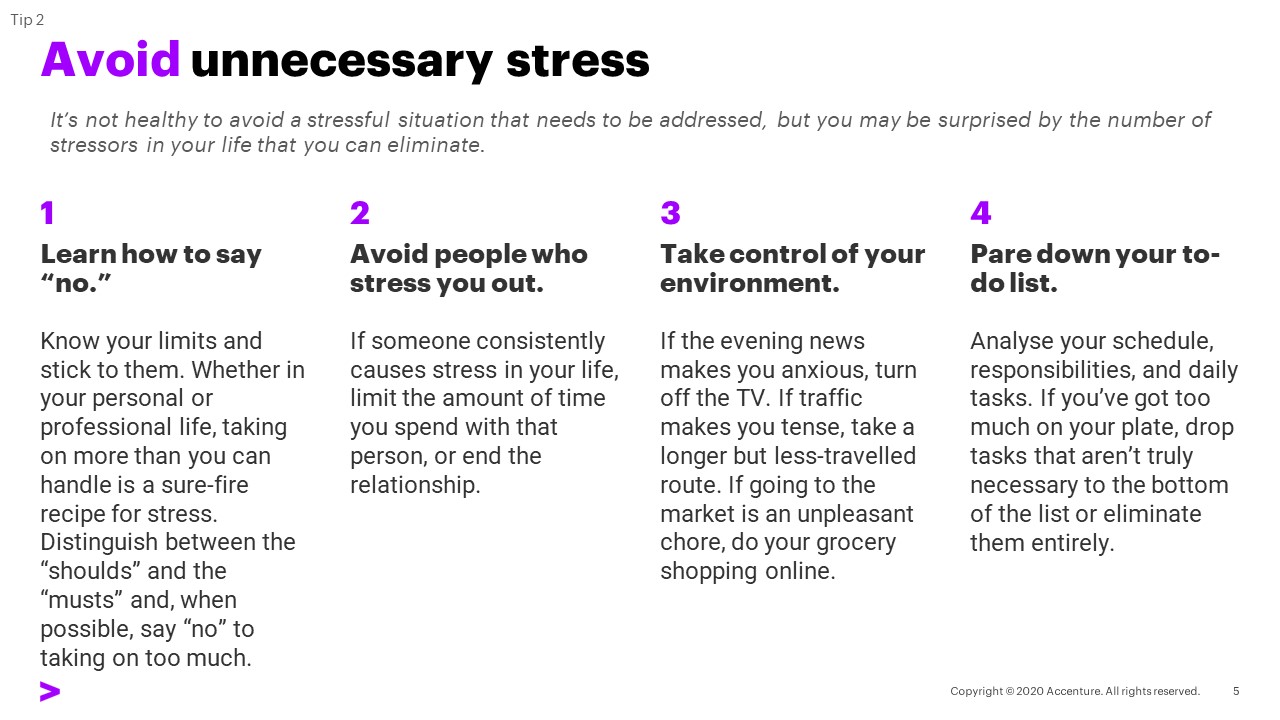 Tip 2
Avoid unnecessary stress
It’s not healthy to avoid a stressful situation that needs to be addressed, but you may be surprised by the number of
stressors in your life that you can eliminate.
1
Learn how to say
“no.”
Know your limits and
stick to them. Whether in
your personal or
professional life, taking
on more than you can
handle is a sure-fire
recipe for stress.
Distinguish between the
“shoulds” and the
“musts” and, when
possible, say “no” to
taking on too much.
2
Avoid people who
stress you out.
If someone consistently
causes stress in your life,
limit the amount of time
you spend with that
person, or end the
relationship.
3
Take control of your
environment.
If the evening news
makes you anxious, turn
off the TV. If traffic
makes you tense, take a
longer but less-travelled
route. If going to the
market is an unpleasant
chore, do your grocery
shopping online.
4
Pare down your to-
do list.
Analyse your schedule,
responsibilities, and daily
tasks. If you’ve got too
much on your plate, drop
tasks that aren’t truly
necessary to the bottom
of the list or eliminate
them entirely.
>
Copyright © 2020 Accenture. All rights reserved. 5